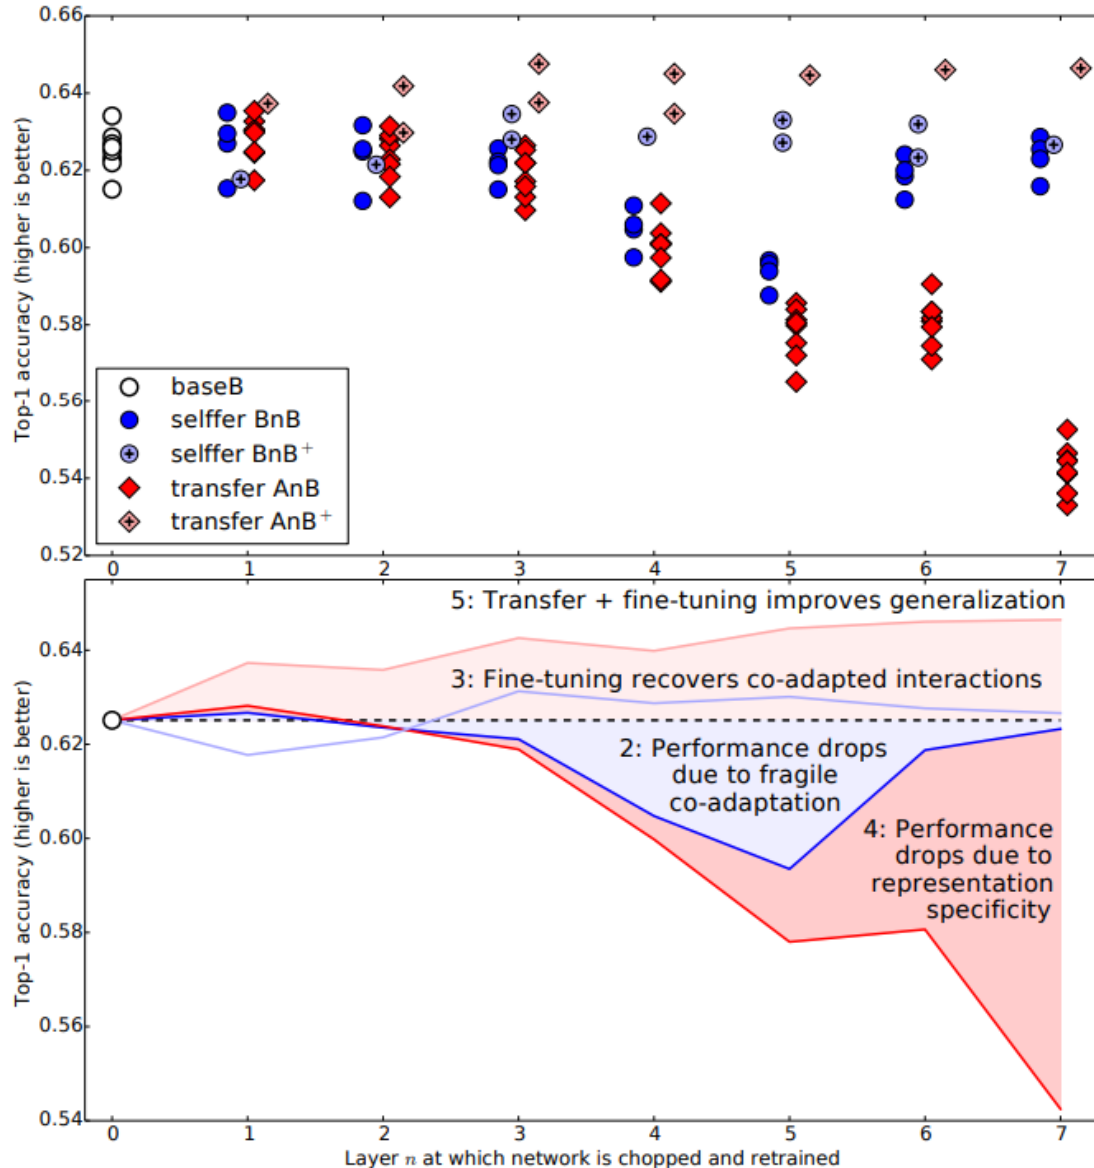 0.66
0.64
0.62
0.60
0.58
0.56
0.54
0.52
Top-1 accuracy (higher is better)
baseB
selffer BnB
selffer BnB⁺
transfer AnB
transfer AnB⁺
0 1 2 3 4 5 6 7
5: Transfer + fine-tuning improves generalization
3: Fine-tuning recovers co-adapted interactions
2: Performance drops
due to fragile
co-adaptation
4: Performance
drops due to
representation
specificity
0.64
0.62
0.60
0.58
0.56
0.54
Top-1 accuracy (higher is better)
0 1 2 3 4 5 6 7
Layer n at which network is chopped and retrained